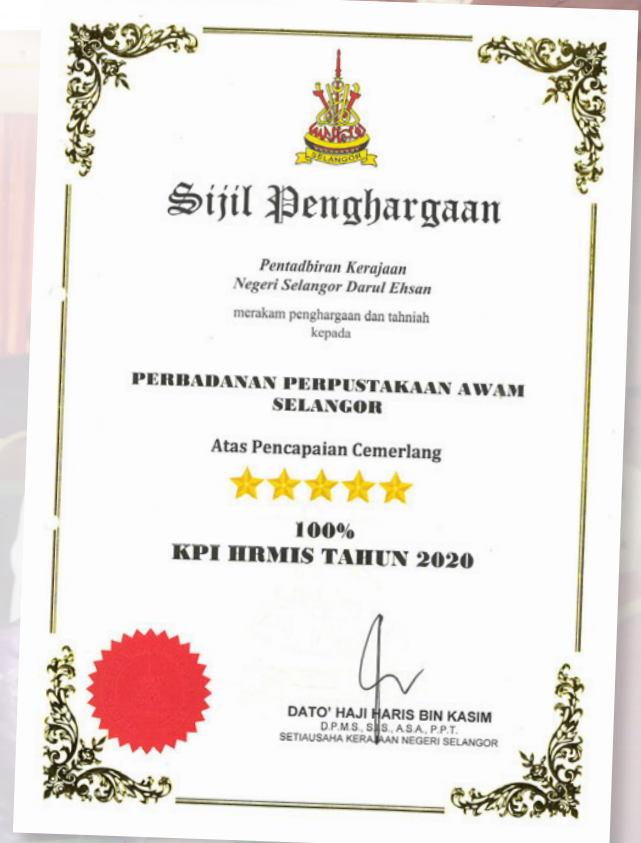 SELANGOR
Sijil Penghargaan
Pentadbiran Kerajaan
Negeri Selangor Darul Ehsan
merakam penghargaan dan tahniah
kepada
PERBADANAN PERPUSTAKAAN AWAM
SELANGOR
Atas Pencapaian Cemerlang
100%
KPI HRMIS TAHUN 2020
DATO' HAJI HARIS BIN KASIM
D.P.M.S., S.I.S., A.S.A., P.P.T.
SETIAUSAHA KERAJAAN NEGERI SELANGOR